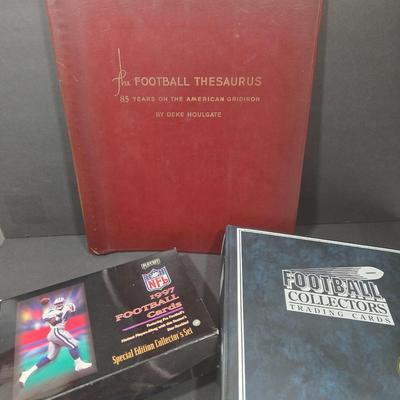 the FOOTBALL THESAURUS
85 YEARS ON THE AMERICAN GRIDIRON
BY DEKE HOULGATE
PLAYOFF
NFL
1997
FOOTBALL
Cards
Special Edition Collector's Set
FOOTBALL
COLLECTORS
TRADING CARDS